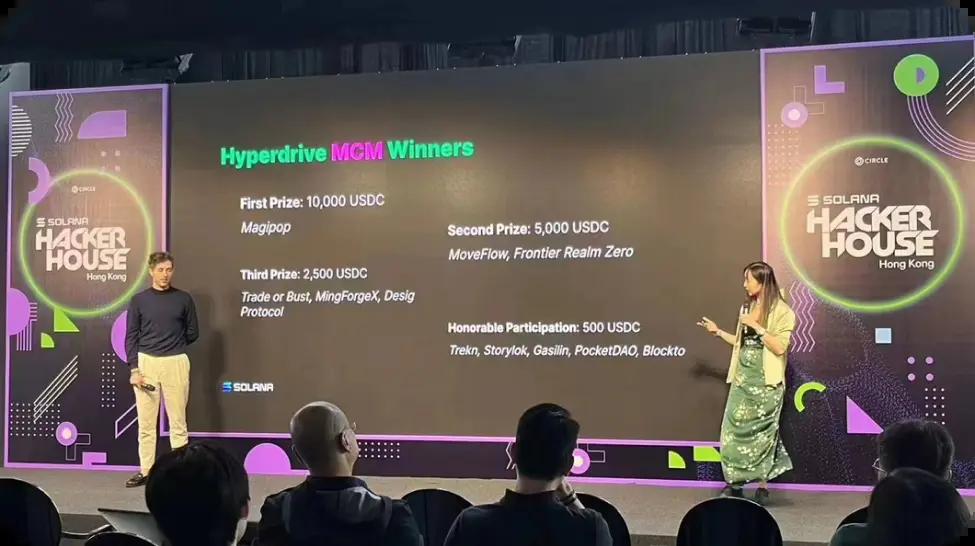 Hyperdrive MCM Winners
First Prize: 10,000 USDC
Magipop
Second Prize: 5,000 USDC
MoveFlow, Frontier Realm Zero
Third Prize: 2,500 USDC
Trade or Bust, MingForgeX, Desig
Protocol
Honorable Participation: 500 USDC
Trekn, Storylok, Gasilin, PocketDAO, Blockto
SOLANA
CIRCLE
SOLANA
HACKER
HOUSE
Hong Kong
CIRCLE
SOLANA
HACKER
HOUSE
Hong Kong